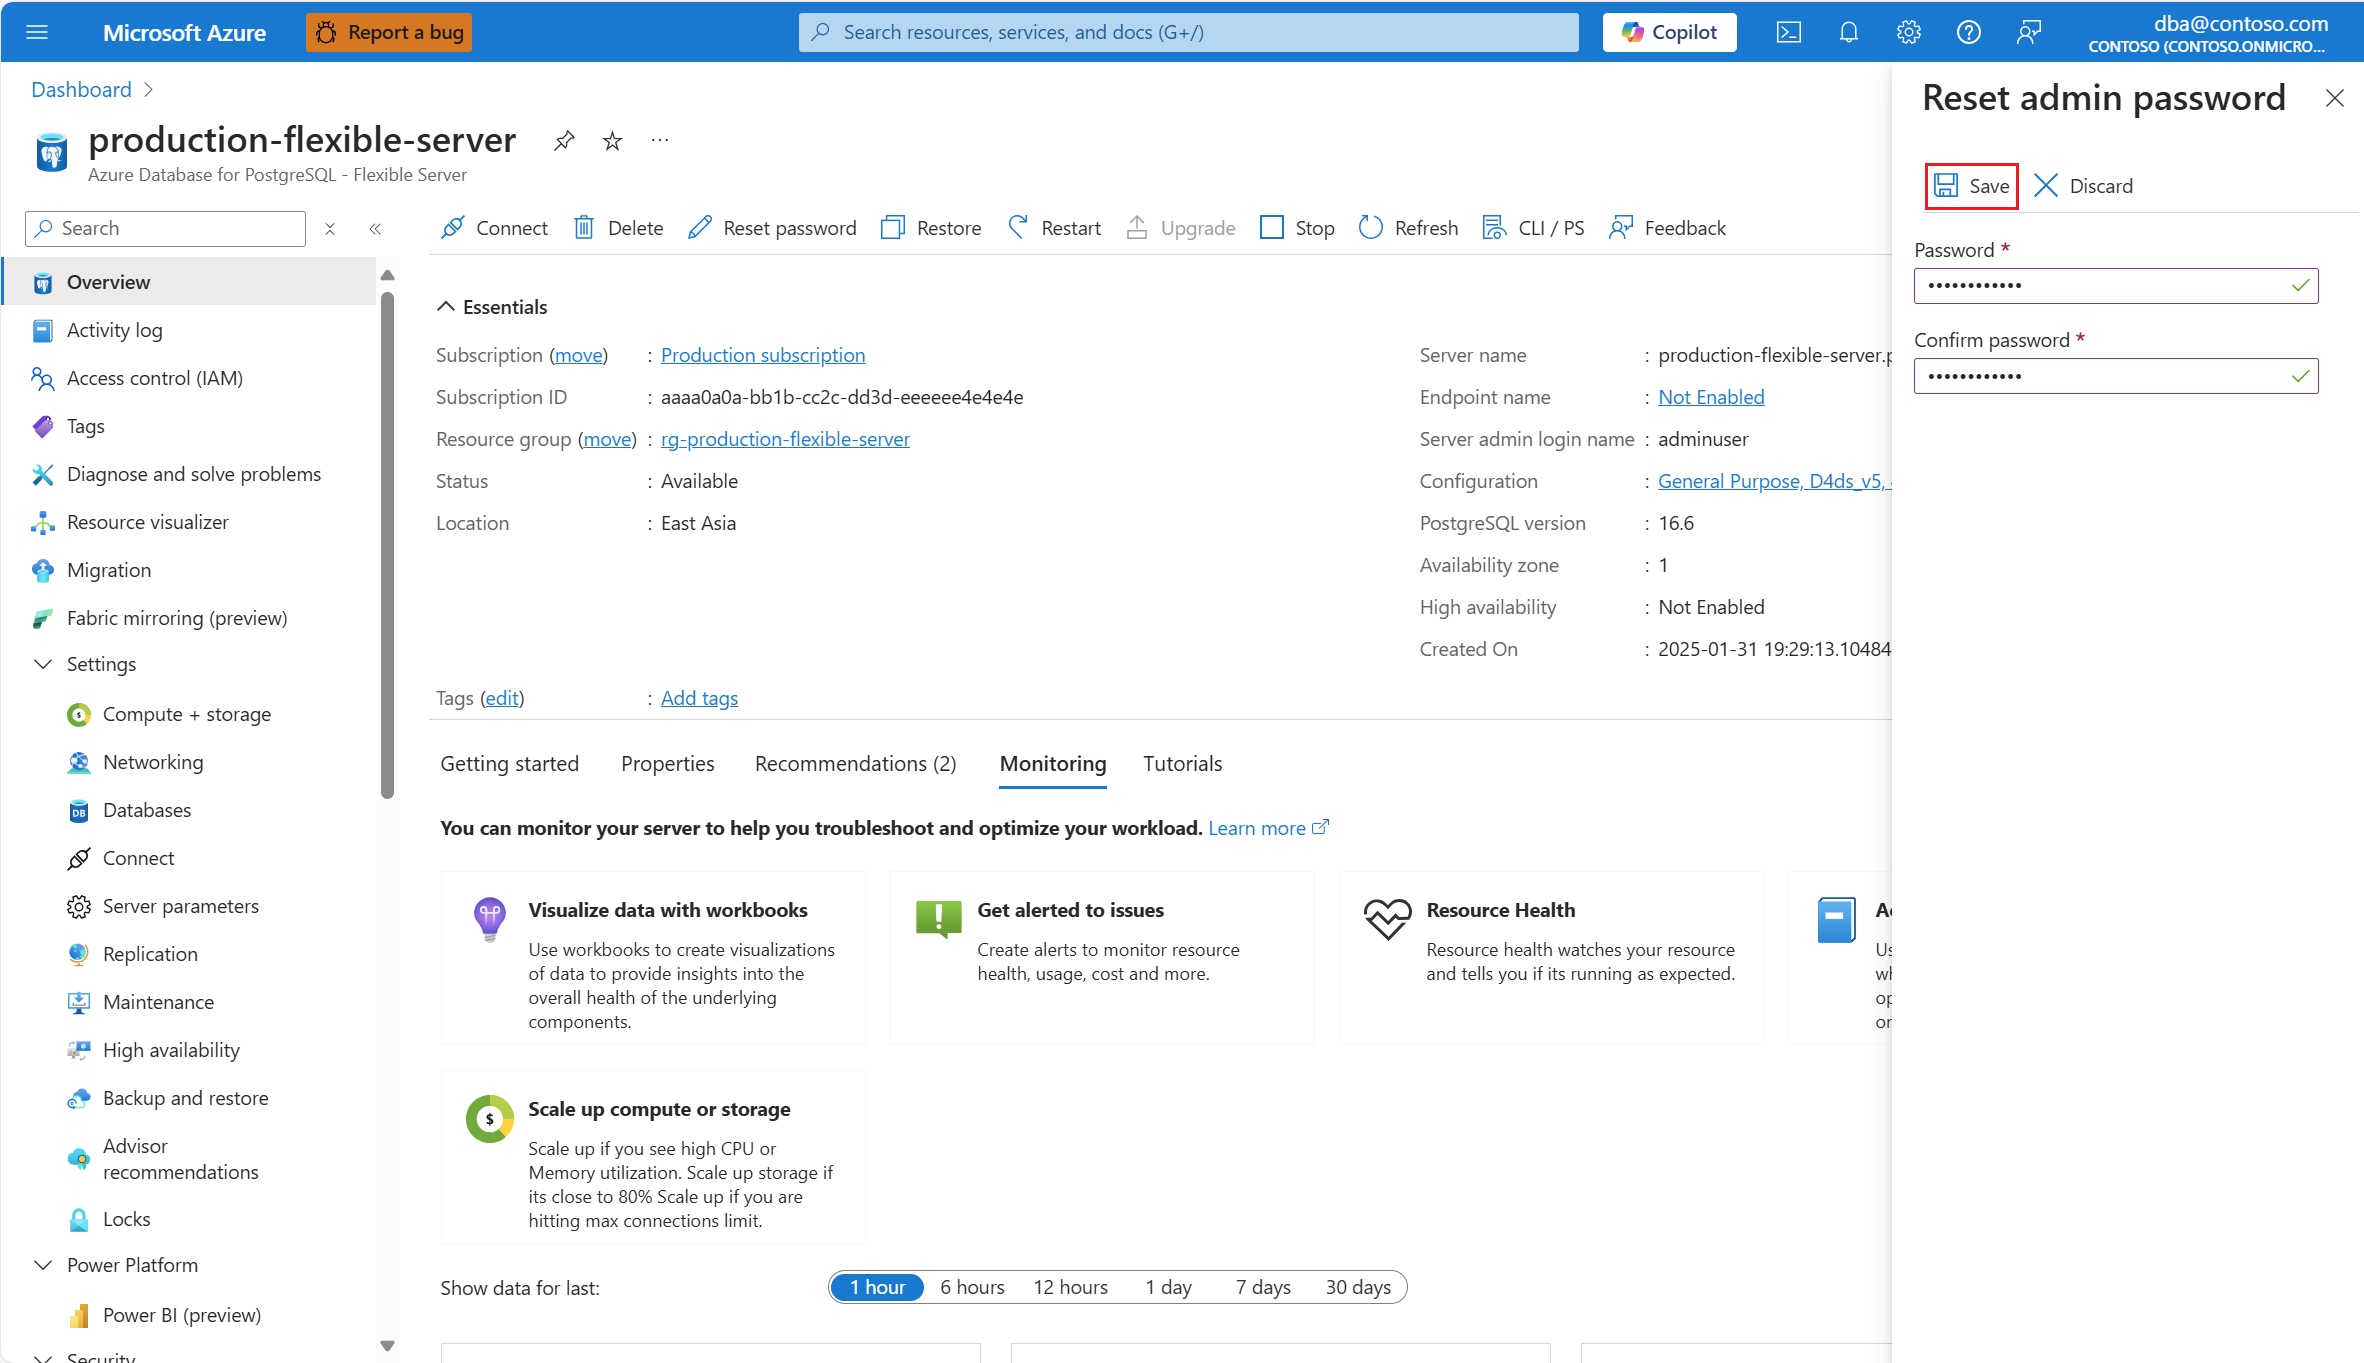 Microsoft Azure
Report a bug
Search resources, services, and docs (G+/)
Copilot
dba@contoso.com
CONTOSO (CONTOSO.ONMICRO...
Dashboard
production-flexible-server
Azure Database for PostgreSQL - Flexible Server
Search
Overview
Activity log
Access control (IAM)
Tags
Diagnose and solve problems
Resource visualizer
Migration
Fabric mirroring (preview)
Settings
Compute + storage
Networking
Databases
Connect
Server parameters
Replication
Maintenance
High availability
Backup and restore
Advisor
recommendations
Locks
Power Platform
Power BI (preview)
Security
Connect Delete Reset password Restore Restart Upgrade Stop Refresh CLI / PS Feedback
Essentials
Subscription (move) : Production subscription
Subscription ID : aaaa0a0a-bb1b-cc2c-dd3d-eeeeee4e4e4e
Resource group (move) : rg-production-flexible-server
Status : Available
Location : East Asia
Server name : production-flexible-server.p
Endpoint name : Not Enabled
Server admin login name : adminuser
Configuration : General Purpose, D4ds_v5,
PostgreSQL version : 16.6
Availability zone : 1
High availability : Not Enabled
Created On : 2025-01-31 19:29:13.10484
Tags (edit) : Add tags
Getting started Properties Recommendations (2) Monitoring Tutorials
You can monitor your server to help you troubleshoot and optimize your workload. Learn more
Visualize data with workbooks
Use workbooks to create visualizations
of data to provide insights into the
overall health of the underlying
components.
Get alerted to issues
Create alerts to monitor resource
health, usage, cost and more.
Resource Health
Resource health watches your resource
and tells you if its running as expected.
Scale up compute or storage
Scale up if you see high CPU or
Memory utilization. Scale up storage if
its close to 80% Scale up if you are
hitting max connections limit.
Show data for last: 1 hour 6 hours 12 hours 1 day 7 days 30 days
Reset admin password
Save Discard
Password *
Confirm password *